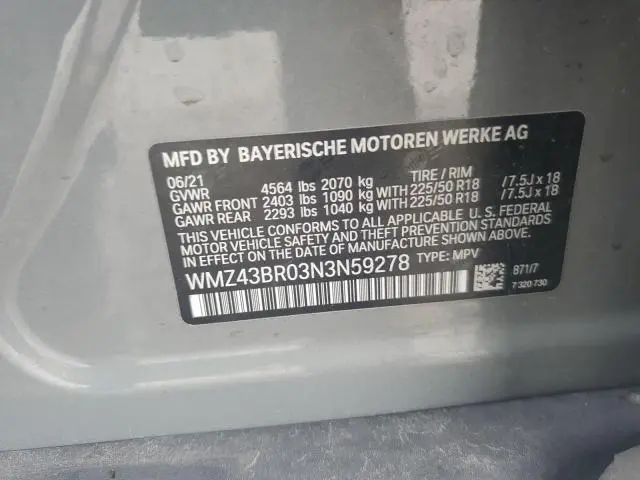 MFD BY BAYERISCHE MOTOREN WERKE AG
06/21 TIRE / RIM
GVWR 4564 lbs 2070 kg
GAWR FRONT 2403 lbs 1090 kg WITH 225/50 R18 /7.5J x 18
GAWR REAR 2293 lbs 1040 kg WITH 225/50 R18 /7.5J x 18
THIS VEHICLE CONFORMS TO ALL APPLICABLE U.S. FEDERAL
MOTOR VEHICLE SAFETY, BUMPER AND THEFT PREVENTION STANDARDS
IN EFFECT ON THE DATE OF MANUFACTURE SHOWN ABOVE.
WMZ43BR03N3N59278 TYPE: MPV
871/7
7 320 730